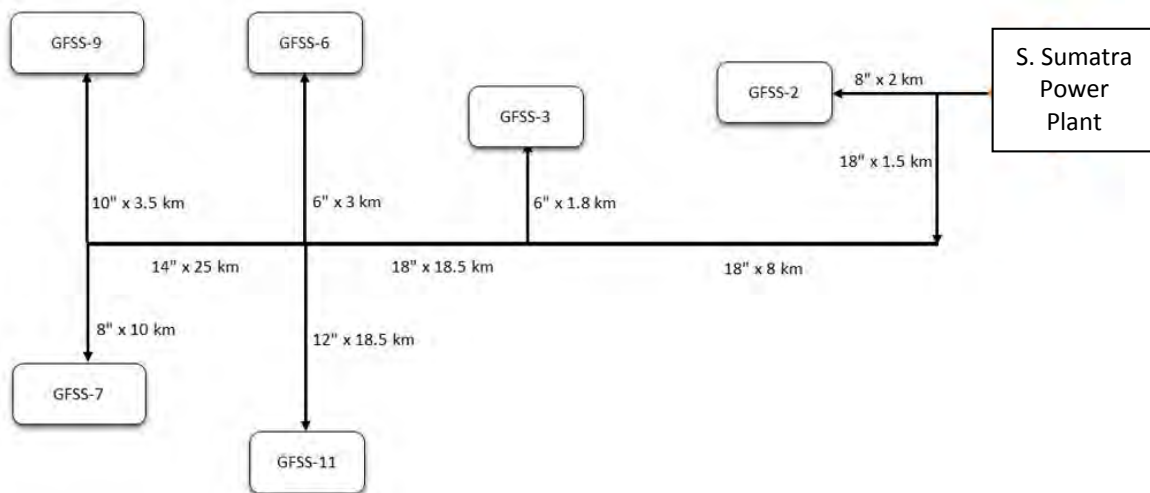 GFSS-9
GFSS-6
GFSS-3
GFSS-2
8" x 2 km
S. Sumatra
Power
Plant
18" x 1.5 km
10" x 3.5 km
6" x 3 km
6" x 1.8 km
14" x 25 km
18" x 18.5 km
18" x 8 km
8" x 10 km
12" x 18.5 km
GFSS-7
GFSS-11